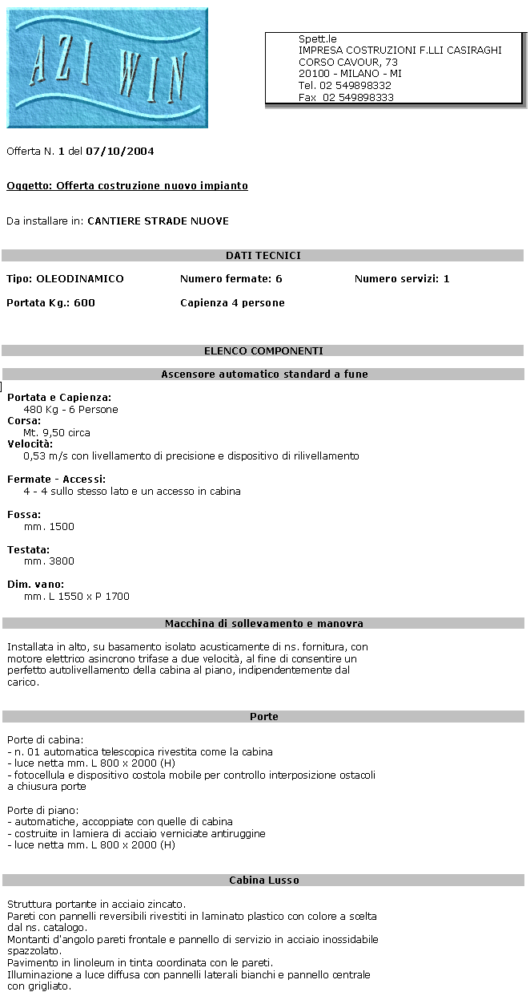 AZI WIN
Spett.le
IMPRESA COSTRUZIONI F.LLI CASIRAGHI
CORSO CAVOUR, 73
20100 - MILANO - MI
Tel. 02 549898332
Fax  02 549898333
Offerta N. 1 del 07/10/2004
Oggetto: Offerta costruzione nuovo impianto
Da installare in: CANTIERE STRADE NUOVE
DATI TECNICI
Tipo: OLEODINAMICO Numero fermate: 6 Numero servizi: 1
Portata Kg.: 600 Capienza 4 persone
ELENCO COMPONENTI
Ascensore automatico standard a fune
Portata e Capienza:
480 Kg - 6 Persone
Corsa:
Mt. 9,50 circa
Velocità:
0,53 m/s con livellamento di precisione e dispositivo di rilivellamento
Fermate - Accessi:
4 - 4 sullo stesso lato e un accesso in cabina
Fossa:
mm. 1500
Testata:
mm. 3800
Dim. vano:
mm. L 1550 x P 1700
Macchina di sollevamento e manovra
Installata in alto, su basamento isolato acusticamente di ns. fornitura, con
motore elettrico asincrono trifase a due velocità, al fine di consentire un
perfetto autolivellamento della cabina al piano, indipendentemente dal
carico.
Porte
Porte di cabina:
- n. 01 automatica telescopica rivestita come la cabina
- luce netta mm. L 800 x 2000 (H)
- fotocellula e dispositivo costola mobile per controllo interposizione ostacoli
a chiusura porte
Porte di piano:
- automatiche, accoppiate con quelle di cabina
- costruite in lamiera di acciaio verniciate antiruggine
- luce netta mm. L 800 x 2000 (H)
Cabina Lusso
Struttura portante in acciaio zincato.
Pareti con pannelli reversibili rivestiti in laminato plastico con colore a scelta
dal ns. catalogo.
Montanti d'angolo pareti frontale e pannello di servizio in acciaio inossidabile
spazzolato.
Pavimento in linoleum in tinta coordinata con le pareti.
Illuminazione a luce diffusa con pannelli laterali bianchi e pannello centrale
con grigliato.